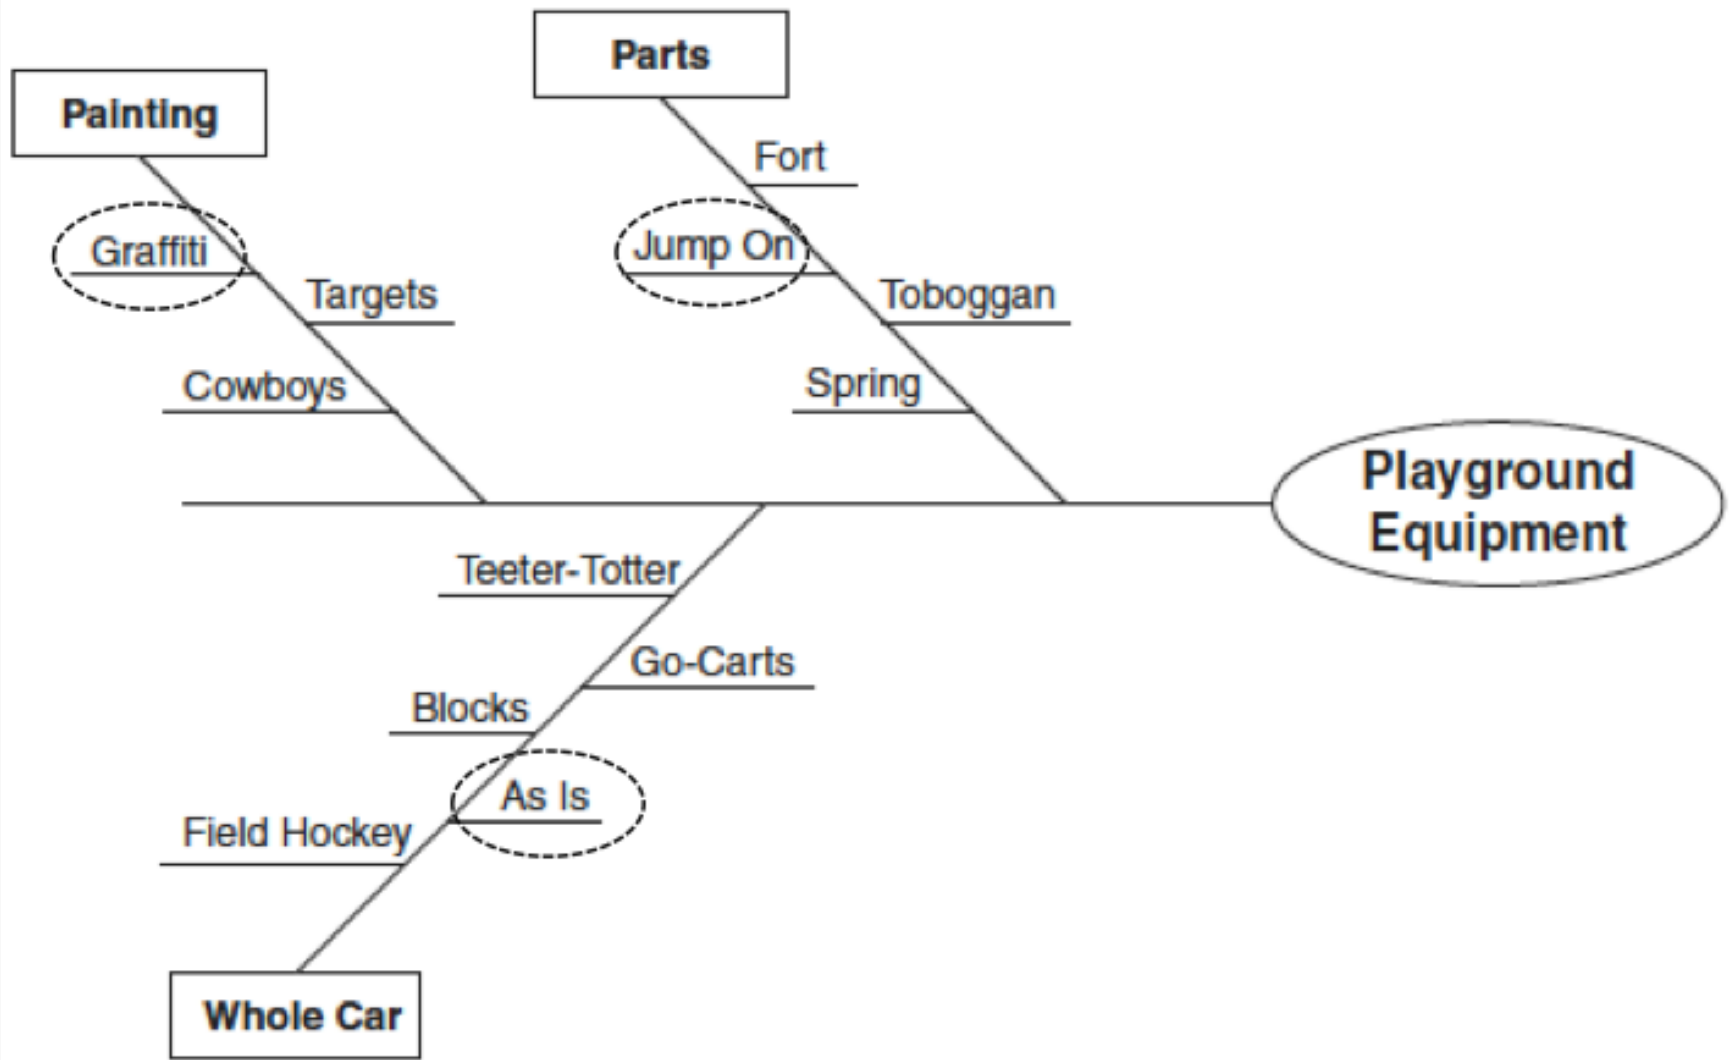 Parts
Painting
Fort
Jump On
Graffiti
Targets
Toboggan
Cowboys
Spring
Playground
Equipment
Teeter-Totter
Go-Carts
Blocks
As Is
Field Hockey
Whole Car